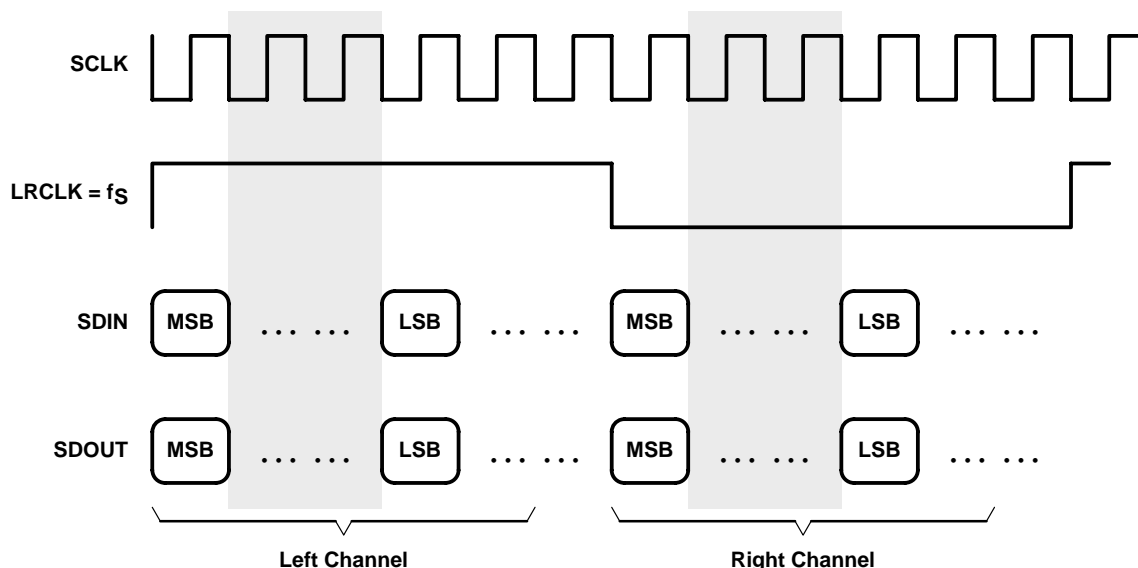 SCLK
LRCLK = fS
SDIN MSB ... ... LSB ... ... MSB ... ... LSB ... ...
SDOUT MSB ... ... LSB ... ... MSB ... ... LSB ... ...
Left Channel Right Channel